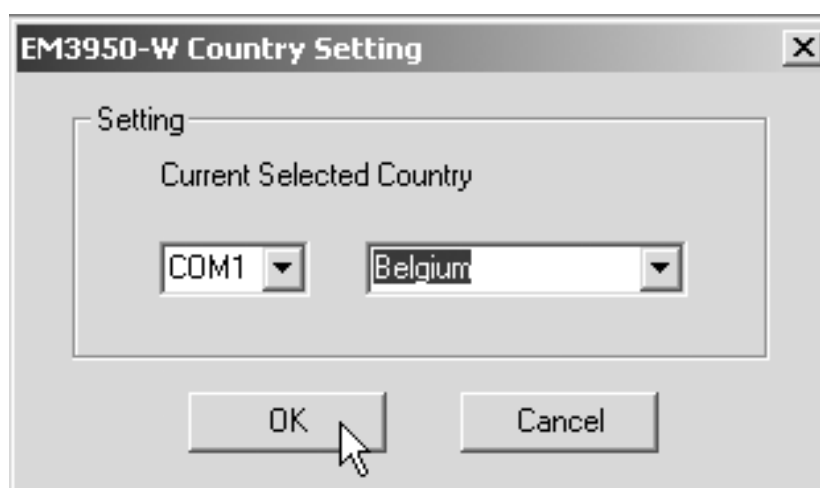 EM3950-W Country Setting
Setting
Current Selected Country
COM1 Belgium
OK Cancel